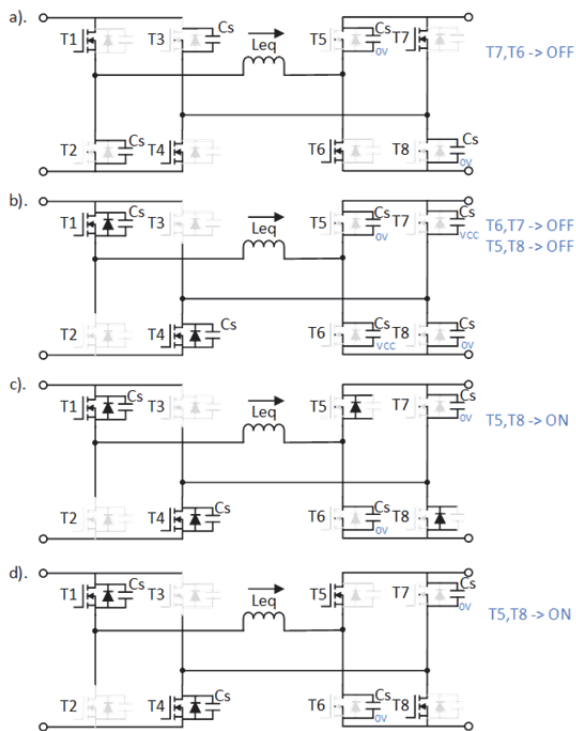 a).
T1
T3
Cs
Leq
T5
Cs
0V
T7
T7,T6 -> OFF
T2
Cs
T4
T6
T8
Cs
0V
b).
T1
Cs
T3
Leq
T5
Cs
0V
T7
Cs
VCC
T6,T7 -> OFF
T5,T8 -> OFF
T2
T4
Cs
T6
Cs
VCC
T8
Cs
0V
c).
T1
Cs
T3
Leq
T5
T7
Cs
0V
T5,T8 -> ON
T2
T4
Cs
T6
Cs
0V
T8
d).
T1
Cs
T3
Leq
T5
T7
Cs
0V
T5,T8 -> ON
T2
T4
Cs
T6
Cs
0V
T8